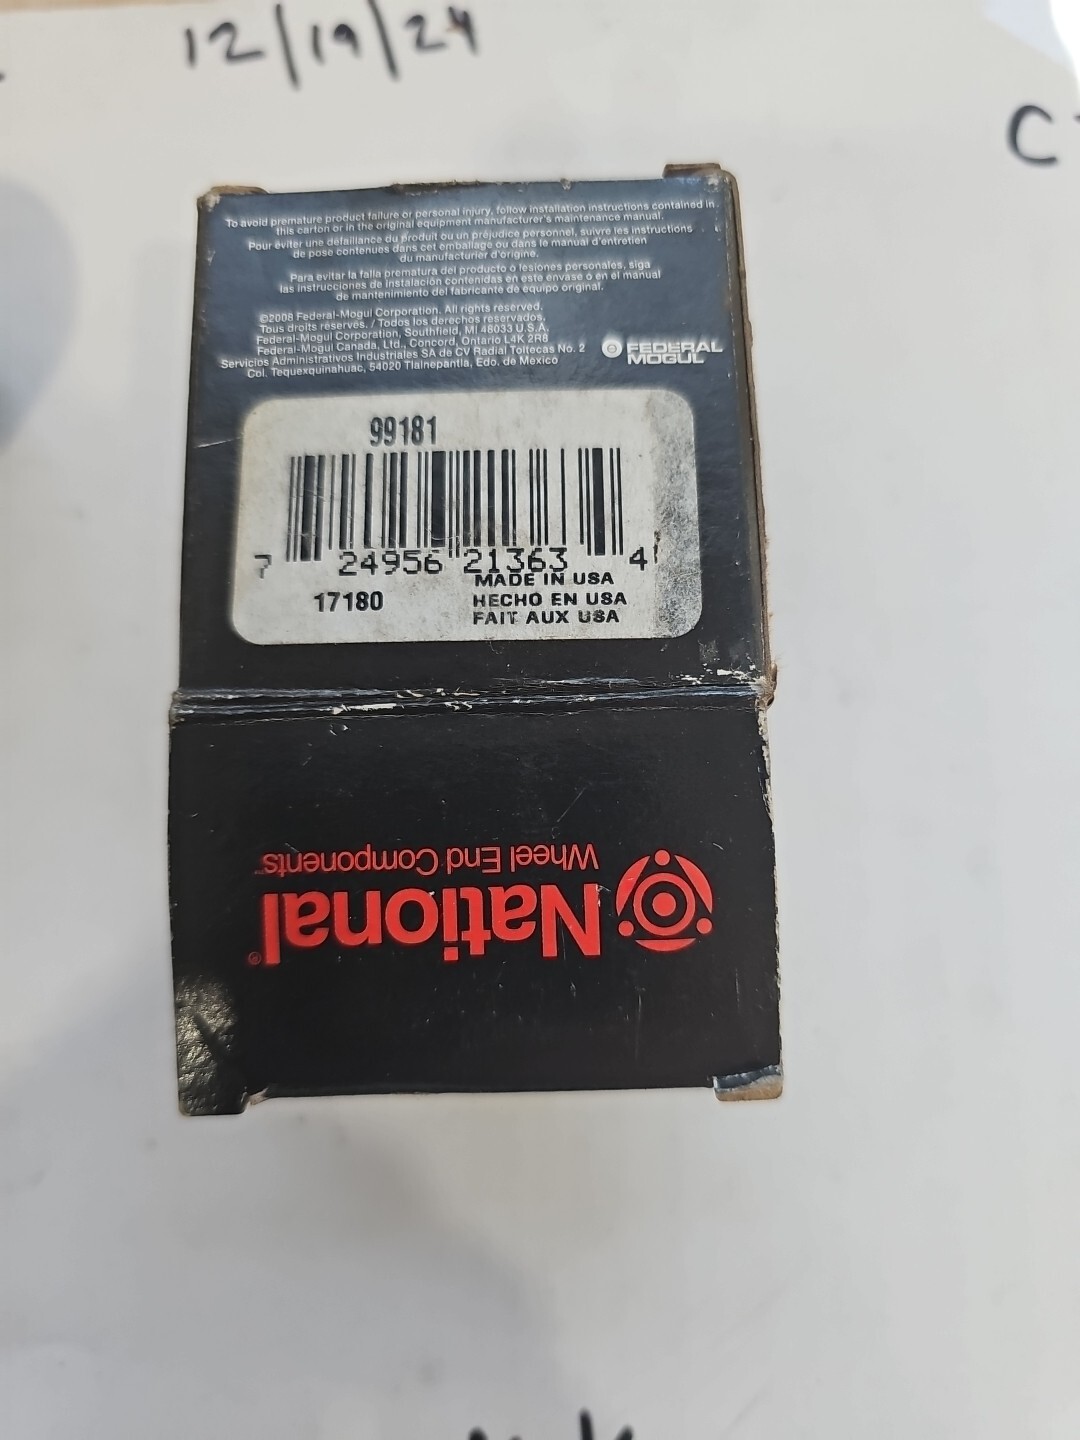 12/19/24
C
To avoid premature product failure or personal injury, follow installation instructions contained in
this carton or in the original equipment manufacturer's maintenance manual.
Pour éviter une défaillance du produit ou un préjudice personnel, suivre les instructions
de pose contenues dans cet emballage ou dans le manuel d'entretien
du manufacturier d'origine.
Para evitar la falla prematura del producto o lesiones personales, siga
las instrucciones de instalación contenidas en este envase o en el manual
de mantenimiento del fabricante de equipo original.
©2008 Federal-Mogul Corporation. All rights reserved.
Tous droits réservés. / Todos los derechos reservados.
Federal-Mogul Corporation, Southfield, MI 48033 U.S.A.
Federal-Mogul Canada, Ltd., Concord, Ontario L4K 2R8
Servicios Administrativos Industriales SA de CV Radial Toltecas No. 2
Col. Tequexquinahuac, 54020 Tlalnepantla, Edo. de Mexico
FEDERAL
MOGUL
99181
7 24956 21363 4
17180
MADE IN USA
HECHO EN USA
FAIT AUX USA
National®
Wheel End Components™